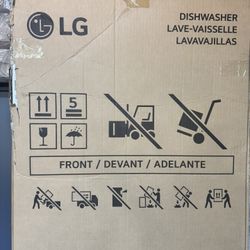 LG
DISHWASHER
LAVE-VAISSELLE
LAVAVAJILLAS
5
FRONT / DEVANT / ADELANTE